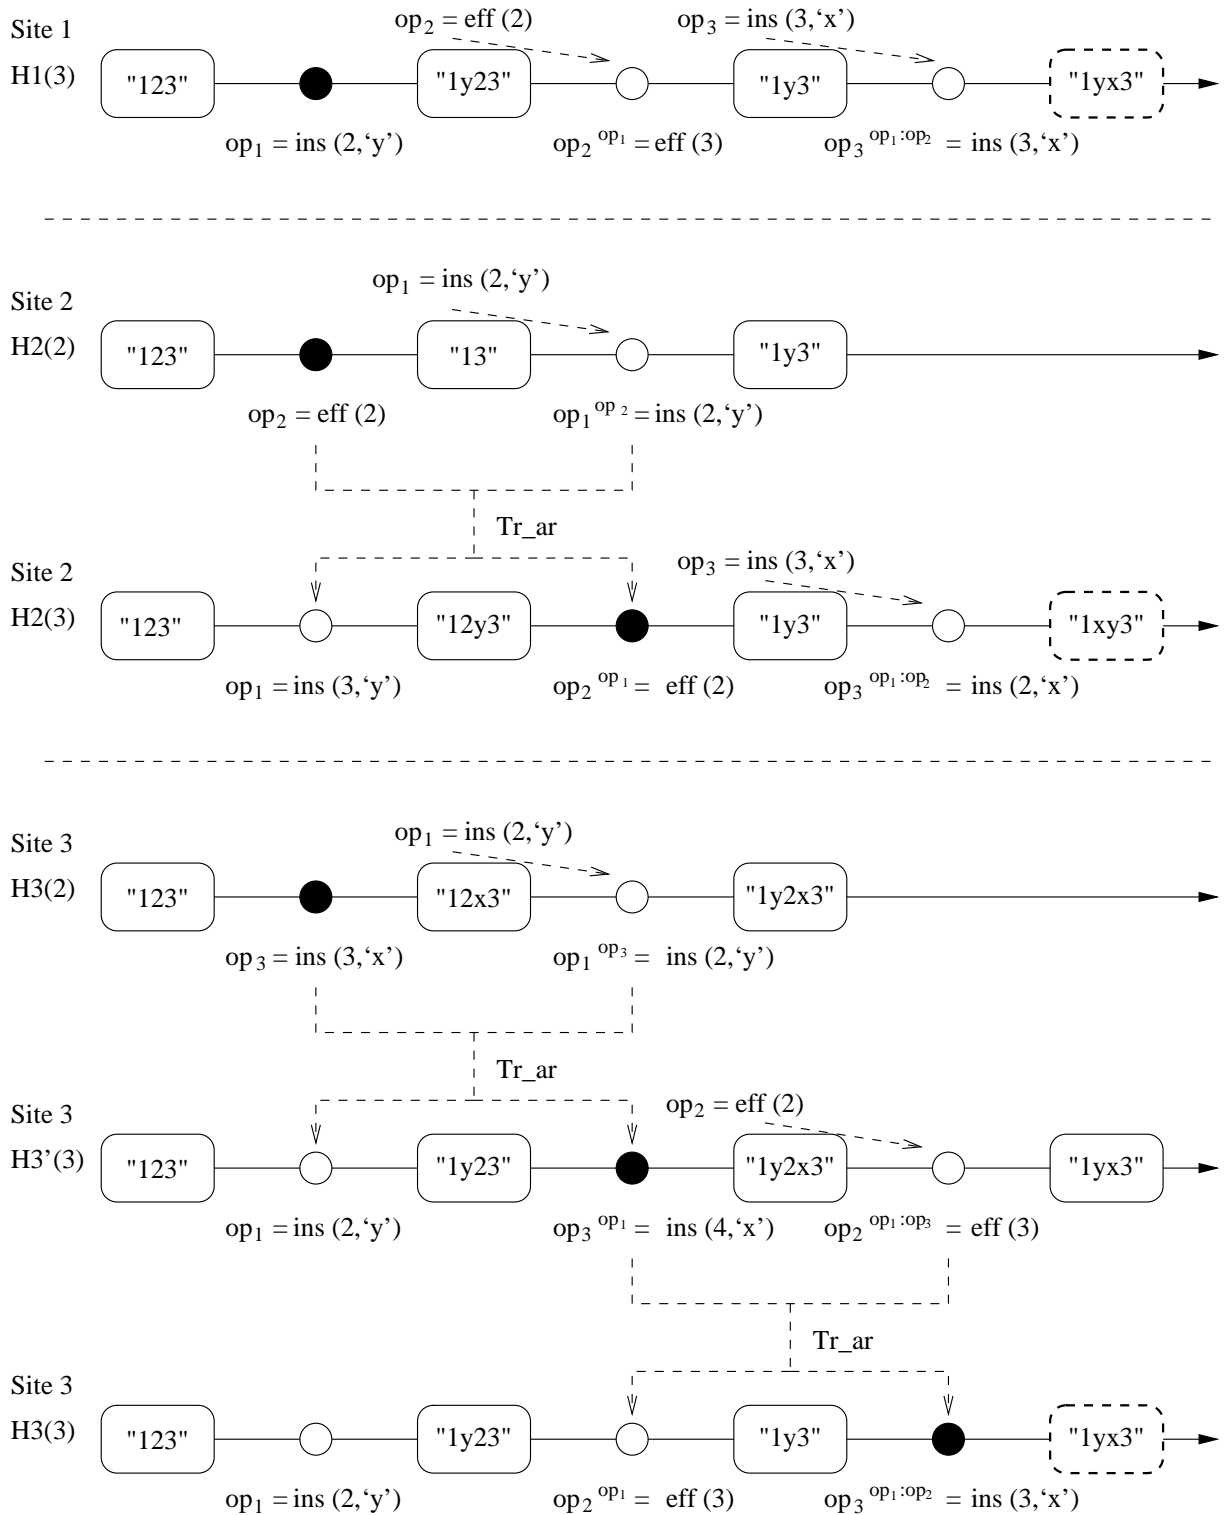 Site 1
op2 = eff (2)
op3 = ins (3,‘x’)
H1(3)
"123"
"1y23"
"1y3"
"1yx3"
op1 = ins (2,‘y’)
op2 op1 = eff (3)
op3 op1:op2 = ins (3,‘x’)
Site 2
op1 = ins (2,‘y’)
H2(2)
"123"
"13"
"1y3"
op2 = eff (2)
op1 op 2 = ins (2,‘y’)
Tr_ar
Site 2
op3 = ins (3,‘x’)
H2(3)
"123"
"12y3"
"1y3"
"1xy3"
op1 = ins (3,‘y’)
op2 op1 = eff (2)
op3 op1:op2 = ins (2,‘x’)
Site 3
op1 = ins (2,‘y’)
H3(2)
"123"
"12x3"
"1y2x3"
op3 = ins (3,‘x’)
op1 op3 = ins (2,‘y’)
Tr_ar
Site 3
op2 = eff (2)
H3’(3)
"123"
"1y23"
"1y2x3"
"1yx3"
op1 = ins (2,‘y’)
op3 op1 = ins (4,‘x’)
op2 op1:op3 = eff (3)
Tr_ar
Site 3
H3(3)
"123"
"1y23"
"1y3"
"1yx3"
op1 = ins (2,‘y’)
op2 op1 = eff (3)
op3 op1:op2 = ins (3,‘x’)